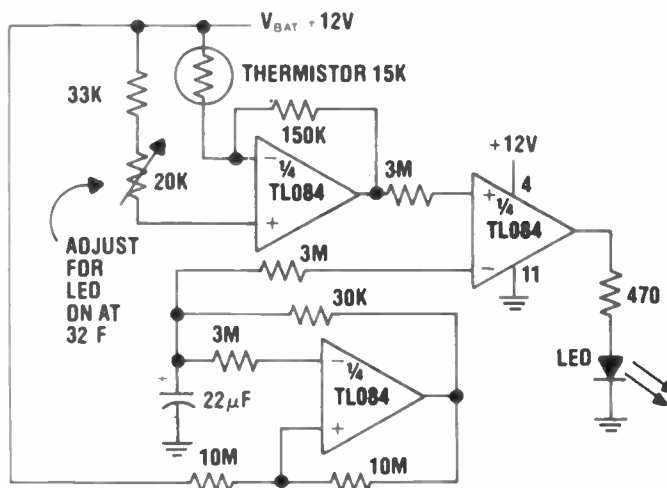 V_BAT + 12V
THERMISTOR 15K
33K
150K
20K
− ¼
TL084
+
3M
+12V
4
+ ¼
TL084
−
11
ADJUST
FOR
LED
ON AT
32 F
3M
30K
470
3M
− ¼
TL084
+
LED
+
22µF
10M
10M